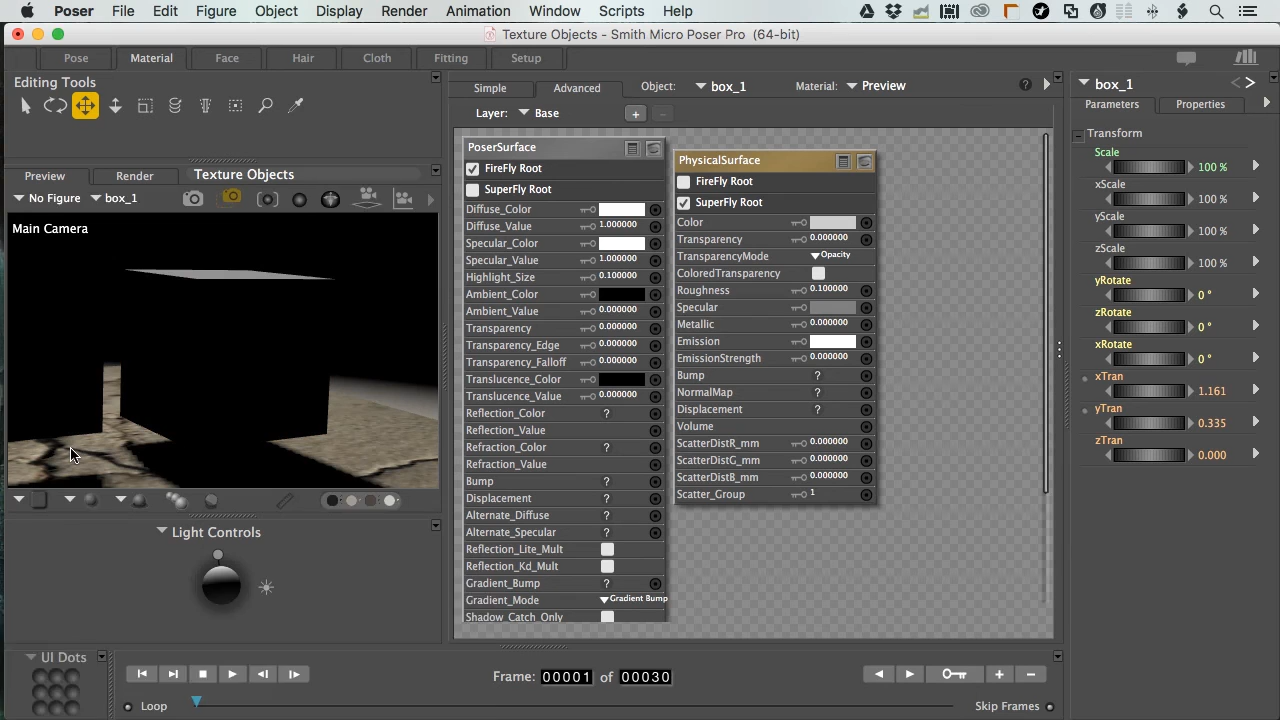 Poser File Edit Figure Object Display Render Animation Window Scripts Help
Texture Objects - Smith Micro Poser Pro (64-bit)
Pose Material Face Hair Cloth Fitting Setup
Editing Tools
Preview Render Texture Objects
No Figure box_1
Main Camera
Light Controls
UI Dots
Simple Advanced Object: box_1 Material: Preview
Layer: Base + -
PoserSurface
FireFly Root
SuperFly Root
Diffuse_Color
Diffuse_Value 1.000000
Specular_Color
Specular_Value 1.000000
Highlight_Size 0.100000
Ambient_Color
Ambient_Value 0.000000
Transparency 0.000000
Transparency_Edge 0.000000
Transparency_Falloff 0.000000
Translucence_Color
Translucence_Value 0.000000
Reflection_Color ?
Reflection_Value
Refraction_Color ?
Refraction_Value
Bump ?
Displacement ?
Alternate_Diffuse ?
Alternate_Specular ?
Reflection_Lite_Mult
Reflection_Kd_Mult
Gradient_Bump ?
Gradient_Mode Gradient Bump
Shadow_Catch_Only
PhysicalSurface
FireFly Root
SuperFly Root
Color
Transparency 0.000000
TransparencyMode Opacity
ColoredTransparency
Roughness 0.100000
Specular
Metallic 0.000000
Emission
EmissionStrength 0.000000
Bump ?
NormalMap ?
Displacement ?
Volume
ScatterDistR_mm 0.000000
ScatterDistG_mm 0.000000
ScatterDistB_mm 0.000000
Scatter_Group 1
box_1
Parameters Properties
Transform
Scale
100 %
xScale
100 %
yScale
100 %
zScale
100 %
yRotate
0 °
zRotate
0 °
xRotate
0 °
xTran
1.161
yTran
0.335
zTran
0.000
Frame: 00001 of 00030
Loop Skip Frames